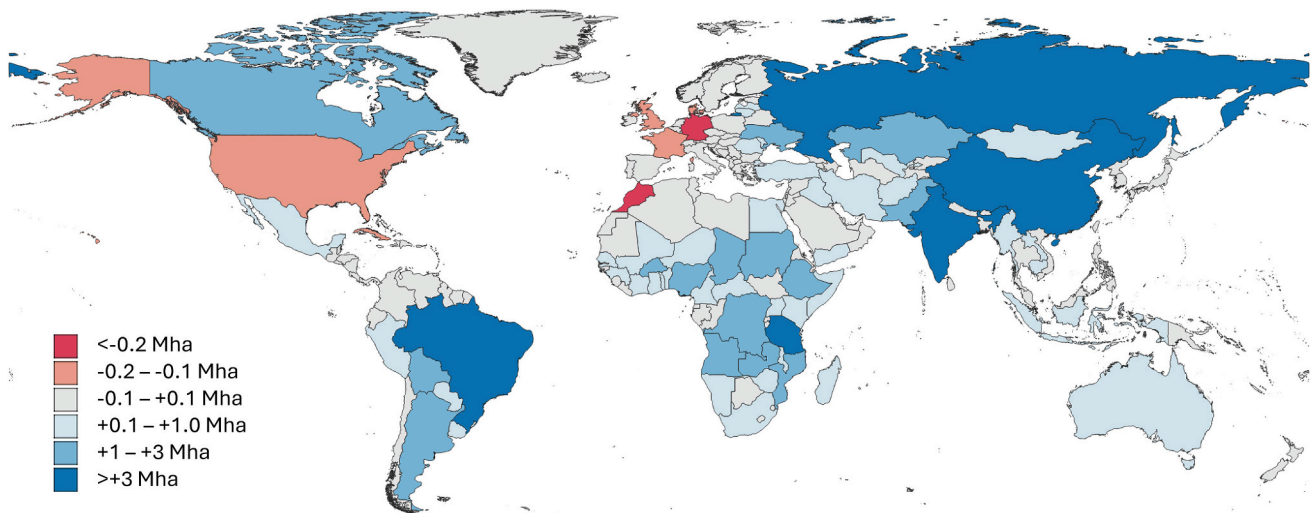 <-0.2 Mha
-0.2 – -0.1 Mha
-0.1 – +0.1 Mha
+0.1 – +1.0 Mha
+1 – +3 Mha
>+3 Mha